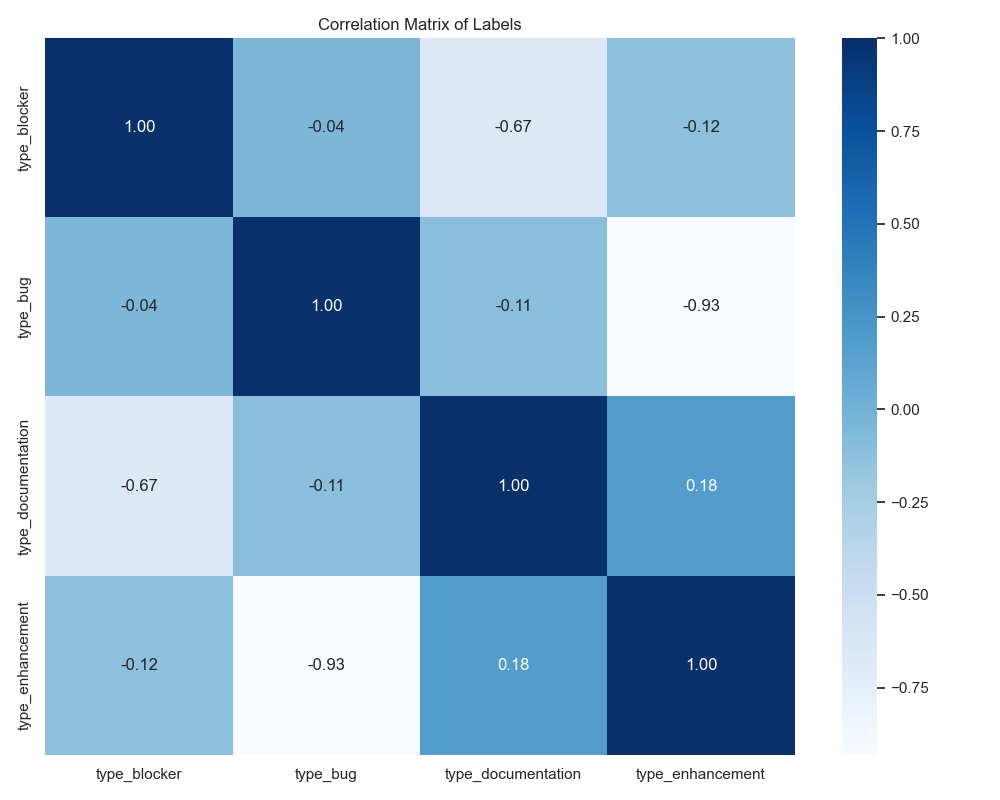 Correlation Matrix of Labels
type_blocker
1.00
-0.04
-0.67
-0.12
type_bug
-0.04
1.00
-0.11
-0.93
type_documentation
-0.67
-0.11
1.00
0.18
type_enhancement
-0.12
-0.93
0.18
1.00
type_blocker
type_bug
type_documentation
type_enhancement
1.00
0.75
0.50
0.25
0.00
−0.25
−0.50
−0.75